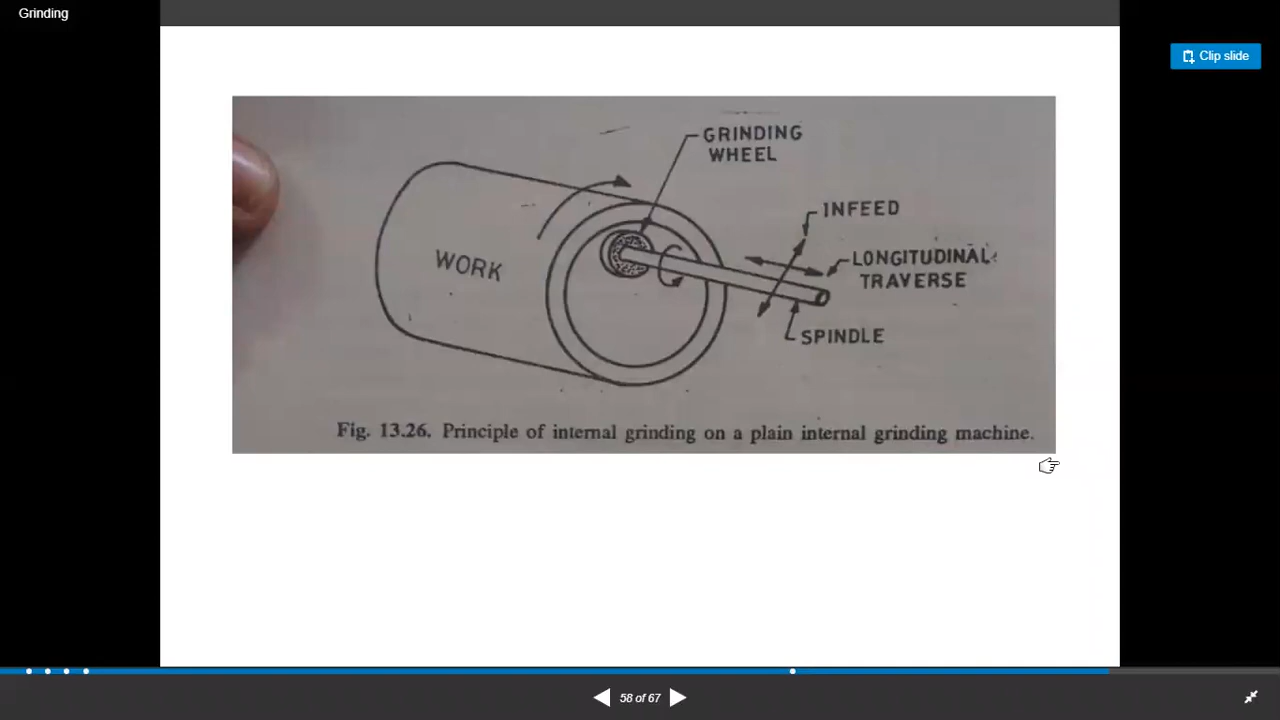 Grinding
Clip slide
GRINDING
WHEEL
INFEED
LONGITUDINAL
TRAVERSE
WORK
SPINDLE
Fig. 13.26. Principle of internal grinding on a plain internal grinding machine.
58 of 67